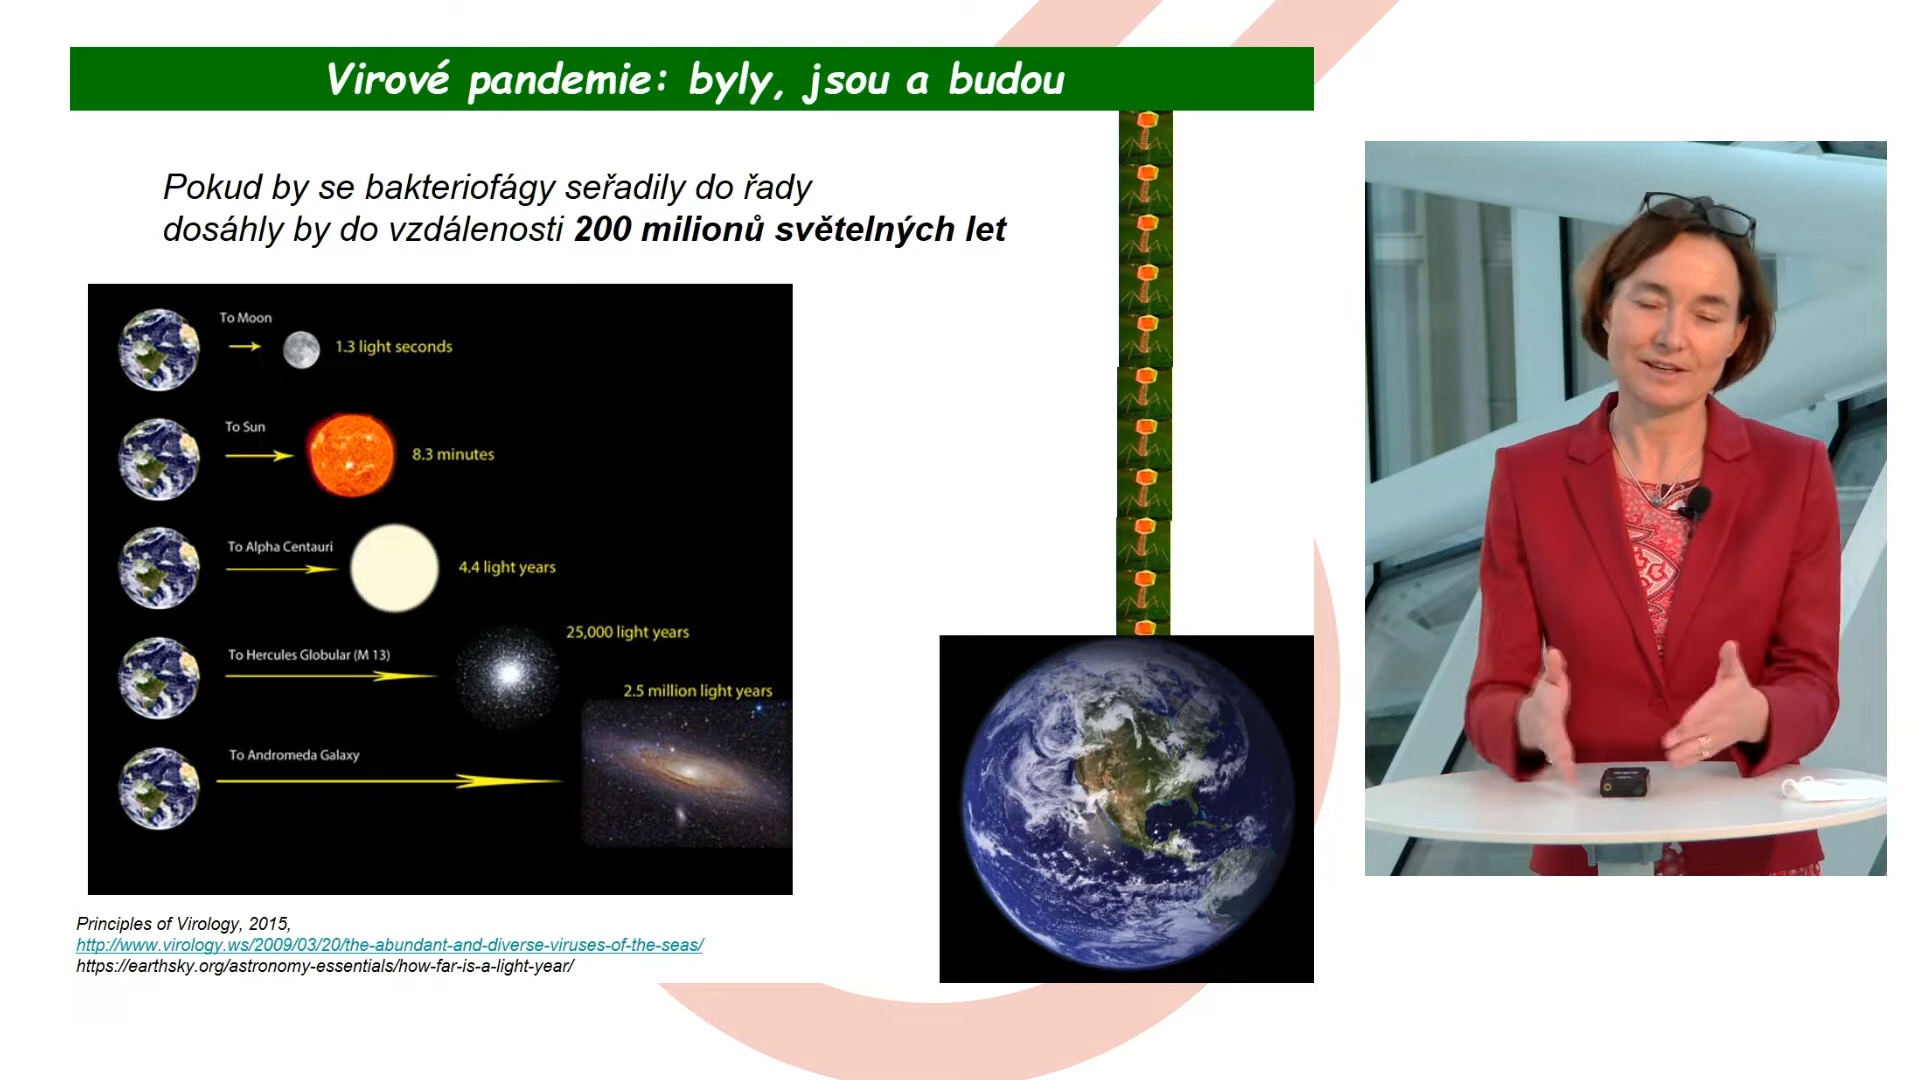 Virové pandemie: byly, jsou a budou
Pokud by se bakteriofágy seřadily do řady
dosáhly by do vzdálenosti 200 milionů světelných let
To Moon
1.3 light seconds
To Sun
8.3 minutes
To Alpha Centauri
4.4 light years
25,000 light years
To Hercules Globular (M 13)
2.5 million light years
To Andromeda Galaxy
Principles of Virology, 2015,
http://www.virology.ws/2009/03/20/the-abundant-and-diverse-viruses-of-the-seas/
https://earthsky.org/astronomy-essentials/how-far-is-a-light-year/